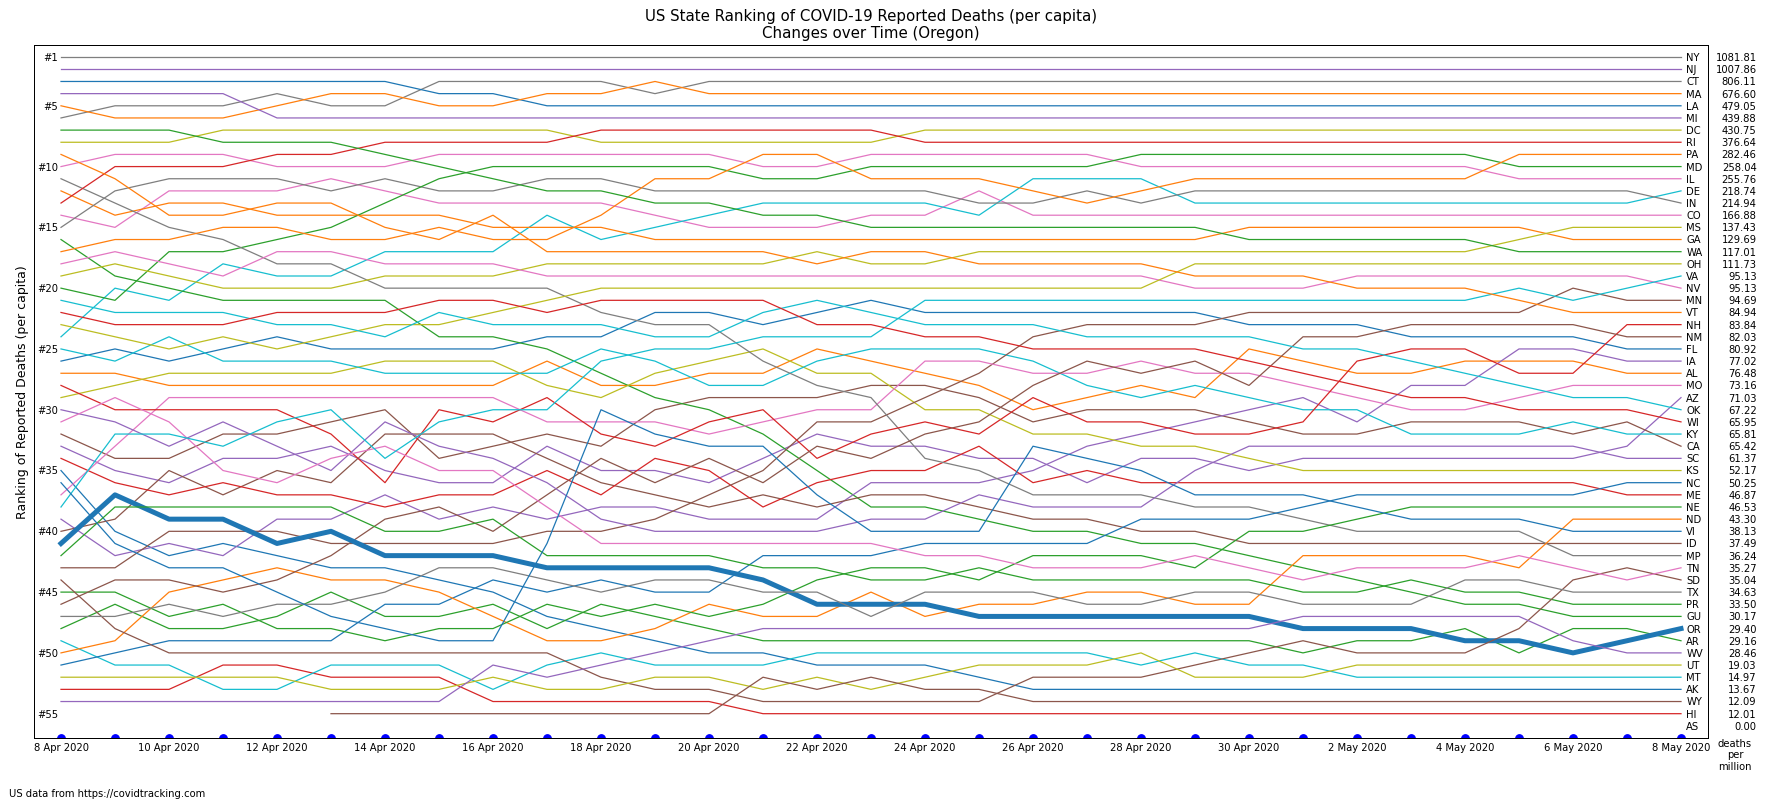 US State Ranking of COVID-19 Reported Deaths (per capita)
Changes over Time (Oregon)
Ranking of Reported Deaths (per capita)
#1
#5
#10
#15
#20
#25
#30
#35
#40
#45
#50
#55
NY 1081.81
NJ 1007.86
CT 806.11
MA 676.60
LA 479.05
MI 439.88
DC 430.75
RI 376.64
PA 282.46
MD 258.04
IL 255.76
DE 218.74
IN 214.94
CO 166.88
MS 137.43
GA 129.69
WA 117.01
OH 111.73
VA 95.13
NV 95.13
MN 94.69
VT 84.94
NH 83.84
NM 82.03
FL 80.92
IA 77.02
AL 76.48
MO 73.16
AZ 71.03
OK 67.22
WI 65.95
KY 65.81
CA 65.42
SC 61.37
KS 52.17
NC 50.25
ME 46.87
NE 46.53
ND 43.30
VI 38.13
ID 37.49
MP 36.24
TN 35.27
SD 35.04
TX 34.63
PR 33.50
GU 30.17
OR 29.40
AR 29.16
WV 28.46
UT 19.03
MT 14.97
AK 13.67
WY 12.09
HI 12.01
AS 0.00
8 Apr 2020 10 Apr 2020 12 Apr 2020 14 Apr 2020 16 Apr 2020 18 Apr 2020 20 Apr 2020 22 Apr 2020 24 Apr 2020 26 Apr 2020 28 Apr 2020 30 Apr 2020 2 May 2020 4 May 2020 6 May 2020 8 May 2020
deaths
per
million
US data from https://covidtracking.com